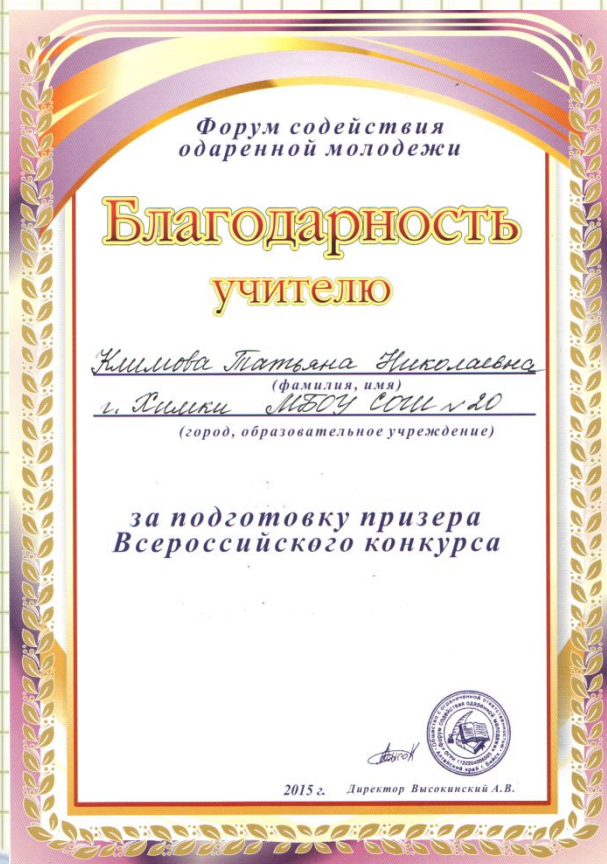 Форум содействия
одаренной молодежи
Благодарность
учителю
Климова Татьяна Николаевна
(фамилия, имя)
г. Химки МБОУ СОШ №20
(город, образовательное учреждение)
за подготовку призера
Всероссийского конкурса
2015 г. Директор Высокинский А.В.